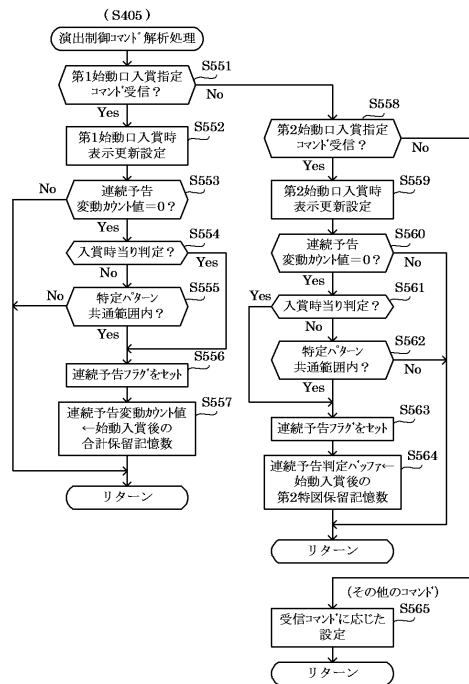 (S405)
演出制御コマンド解析処理
S551
第1始動口入賞指定
コマンド受信？
No
Yes
S552
第1始動口入賞時
表示更新設定
S553
No
連続予告
変動カウント値=0？
Yes
S554
入賞時当り判定？
Yes
No
S555
No
特定パターン
共通範囲内？
Yes
S556
連続予告フラグをセット
S557
連続予告変動カウント値
←始動入賞後の
合計保留記憶数
リターン
S558
第2始動口入賞指定
コマンド受信？
No
Yes
S559
第2始動口入賞時
表示更新設定
S560
連続予告
変動カウント値=0？
No
Yes
S561
Yes
入賞時当り判定？
No
S562
特定パターン
共通範囲内？
No
Yes
S563
連続予告フラグをセット
S564
連続予告判定バッファ←
始動入賞後の
第2特図保留記憶数
リターン
(その他のコマンド)
S565
受信コマンドに応じた
設定
リターン